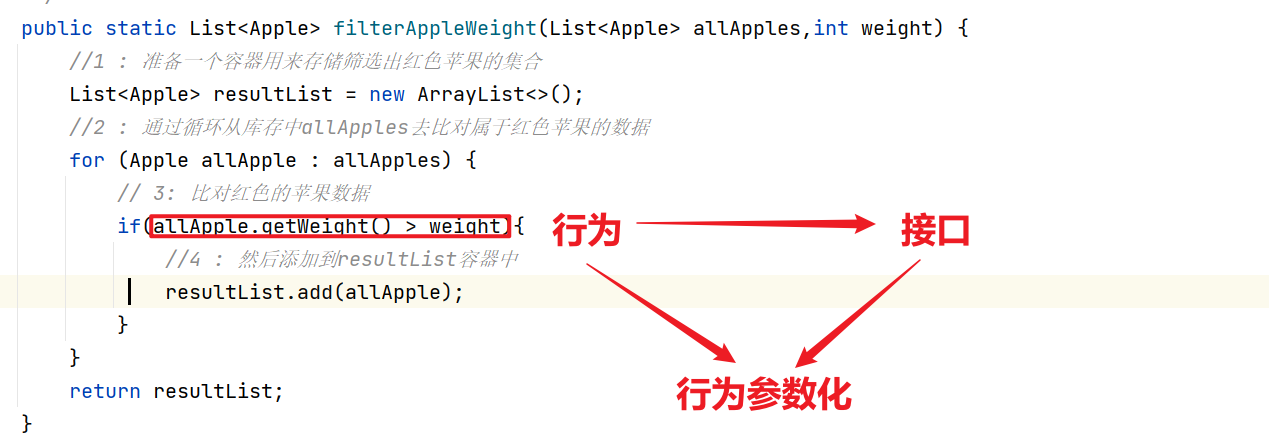 public static List<Apple> filterAppleWeight(List<Apple> allApples,int weight) {
//1 : 准备一个容器用来存储筛选出红色苹果的集合
List<Apple> resultList = new ArrayList<>();
//2 : 通过循环从库存中allApples去比对属于红色苹果的数据
for (Apple allApple : allApples) {
// 3: 比对红色的苹果数据
if(allApple.getWeight() > weight){ 行为 接口
//4 : 然后添加到resultList容器中
resultList.add(allApple);
}
}
行为参数化
return resultList;
}